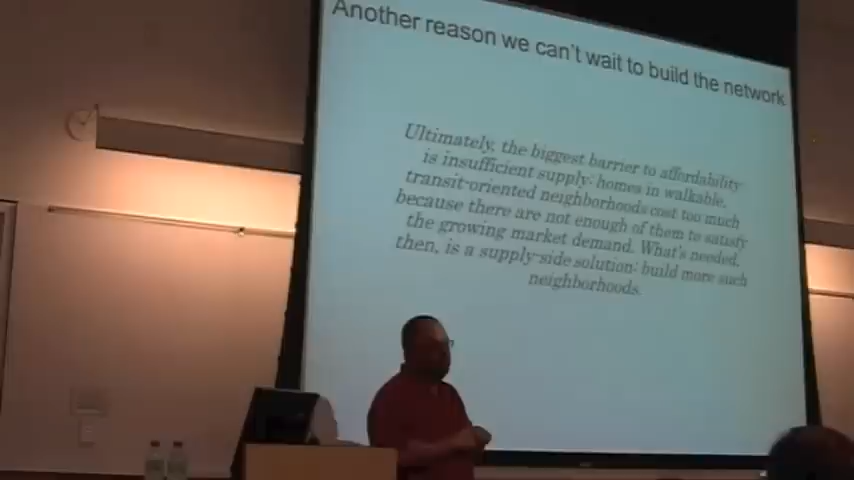 Another reason we can't wait to build the network
Ultimately, the biggest barrier to affordability
is insufficient supply: homes in walkable,
transit-oriented neighborhoods cost too much
because there are not enough of them to satisfy
the growing market demand. What's needed,
then, is a supply-side solution: build more such
neighborhoods.